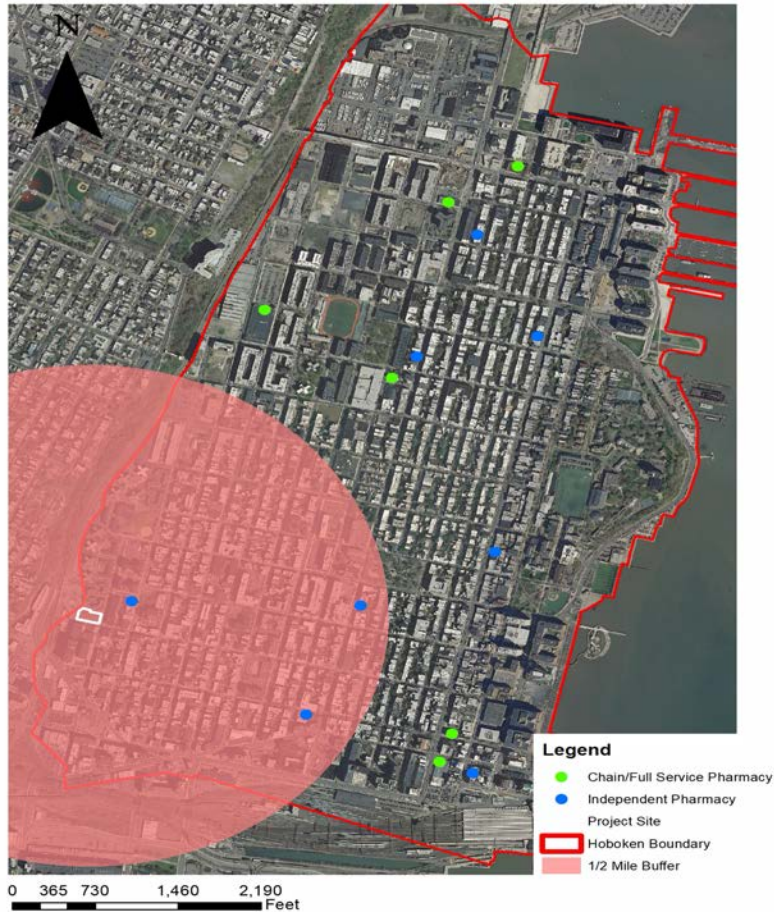 N
Legend
Chain/Full Service Pharmacy
Independent Pharmacy
Project Site
Hoboken Boundary
1/2 Mile Buffer
0 365 730 1,460 2,190
Feet